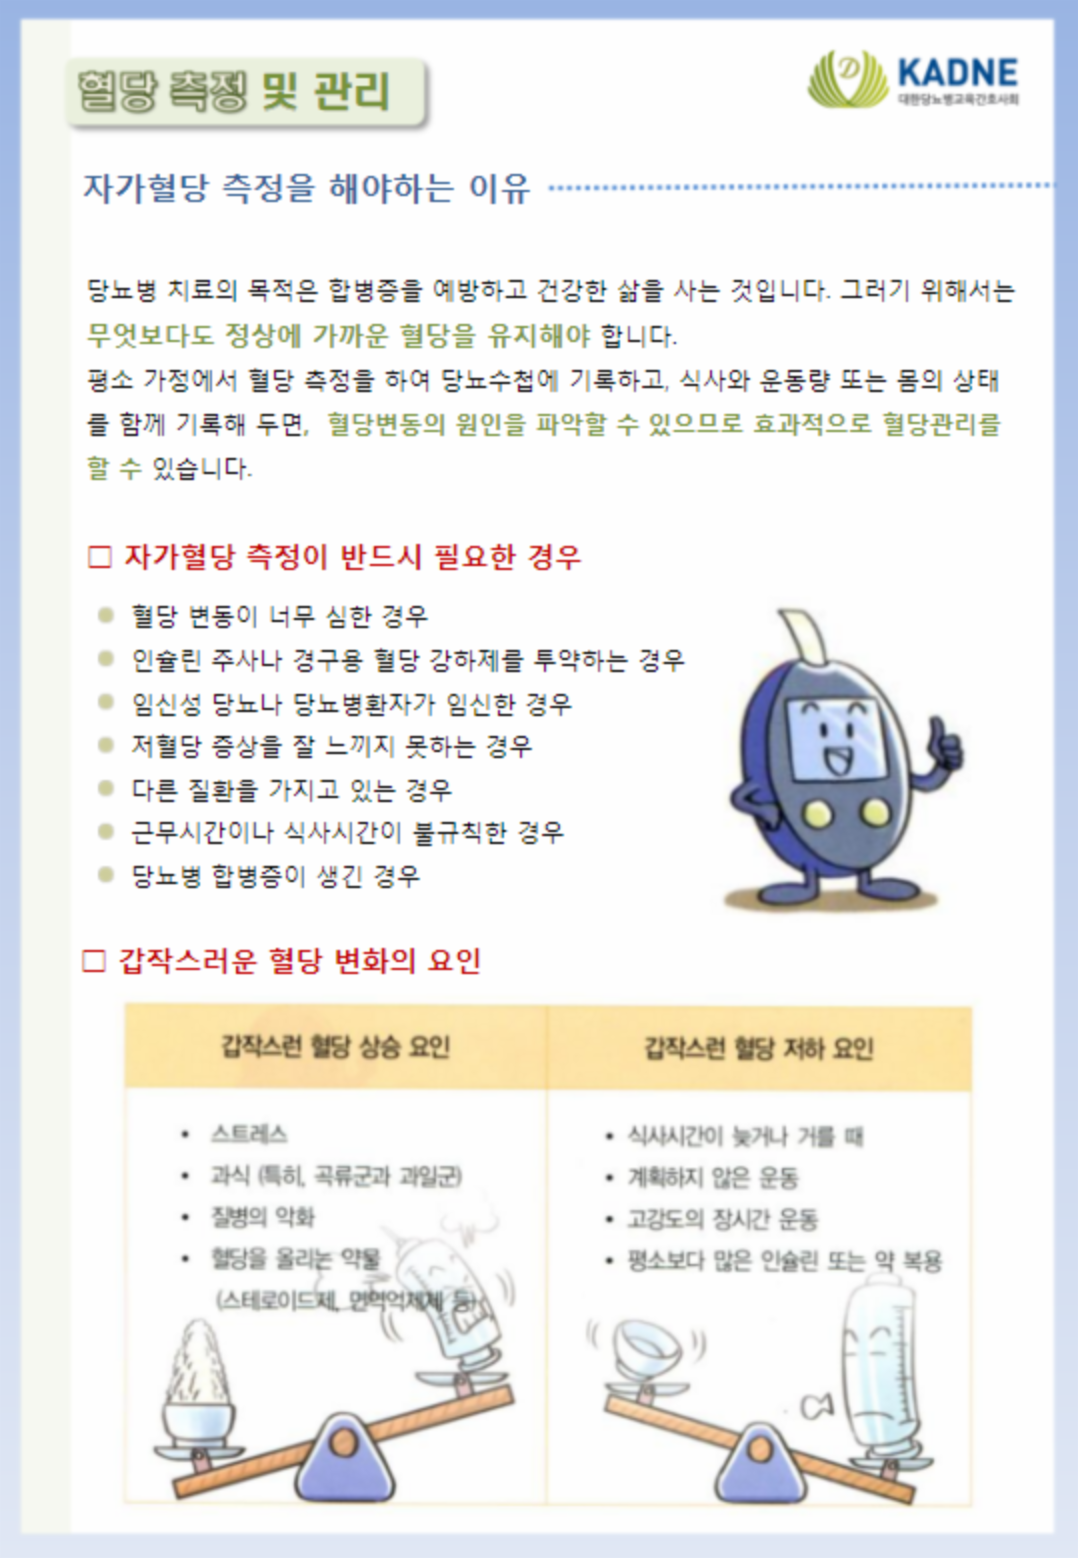 혈당 측정 및 관리
KADNE
대한당뇨병교육간호사회
자가혈당 측정을 해야하는 이유
당뇨병 치료의 목적은 합병증을 예방하고 건강한 삶을 사는 것입니다. 그러기 위해서는
무엇보다도 정상에 가까운 혈당을 유지해야 합니다.
평소 가정에서 혈당 측정을 하여 당뇨수첩에 기록하고, 식사와 운동량 또는 몸의 상태
를 함께 기록해 두면, 혈당변동의 원인을 파악할 수 있으므로 효과적으로 혈당관리를
할 수 있습니다.
□ 자가혈당 측정이 반드시 필요한 경우
● 혈당 변동이 너무 심한 경우
● 인슐린 주사나 경구용 혈당 강하제를 투약하는 경우
● 임신성 당뇨나 당뇨병환자가 임신한 경우
● 저혈당 증상을 잘 느끼지 못하는 경우
● 다른 질환을 가지고 있는 경우
● 근무시간이나 식사시간이 불규칙한 경우
● 당뇨병 합병증이 생긴 경우
□ 갑작스러운 혈당 변화의 요인
갑작스런 혈당 상승 요인
• 스트레스
• 과식 (특히, 곡류군과 과일군)
• 질병의 악화
• 혈당을 올리는 약물
(스테로이드제, 면역억제제 등)
갑작스런 혈당 저하 요인
• 식사시간이 늦거나 거를 때
• 계획하지 않은 운동
• 고강도의 장시간 운동
• 평소보다 많은 인슐린 또는 약 복용